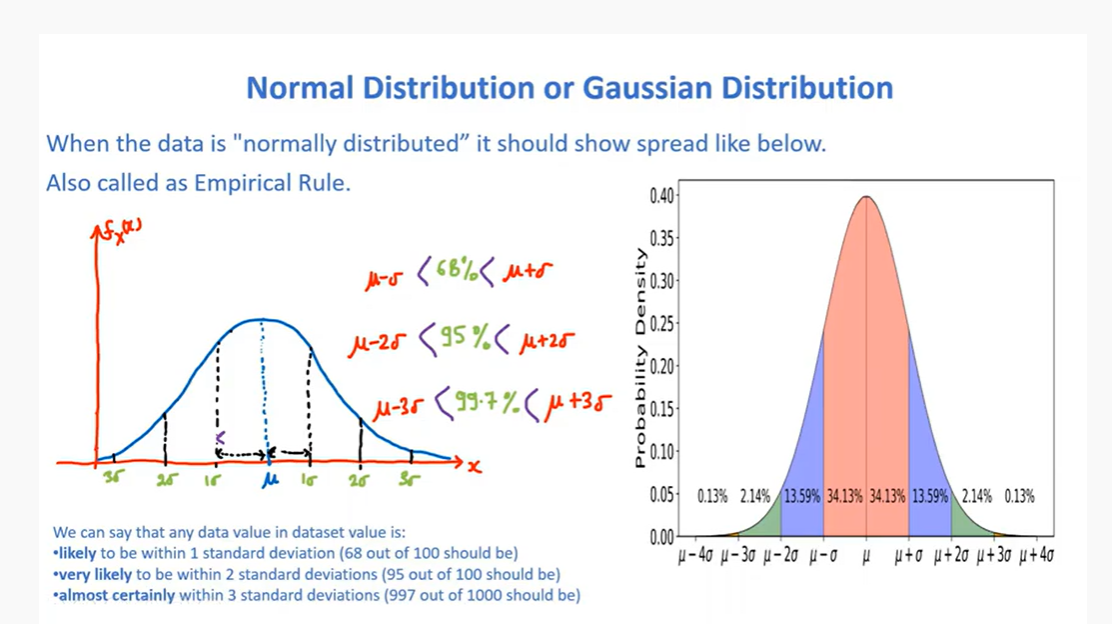 Normal Distribution or Gaussian Distribution
When the data is "normally distributed” it should show spread like below.
Also called as Empirical Rule.
fₓ(x)
μ-σ < 68% < μ+σ
μ-2σ < 95% < μ+2σ
μ-3σ < 99.7% < μ+3σ
3σ 2σ 1σ μ 1σ 2σ 3σ x
We can say that any data value in dataset value is:
•likely to be within 1 standard deviation (68 out of 100 should be)
•very likely to be within 2 standard deviations (95 out of 100 should be)
•almost certainly within 3 standard deviations (997 out of 1000 should be)
Probability Density
0.40
0.35
0.30
0.25
0.20
0.15
0.10
0.05
0.00
0.13% 2.14% 13.59% 34.13% 34.13% 13.59% 2.14% 0.13%
μ−4σ μ−3σ μ−2σ μ−σ μ μ+σ μ+2σ μ+3σ μ+4σ